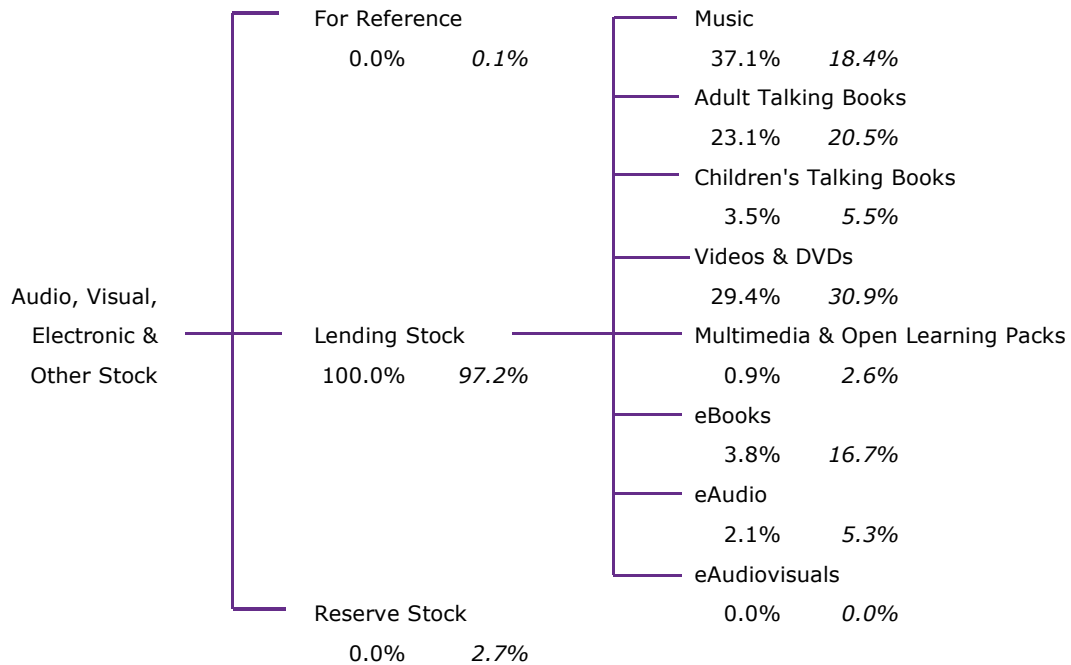 Audio, Visual,
Electronic &
Other Stock
For Reference
0.0% 0.1%
Lending Stock
100.0% 97.2%
Reserve Stock
0.0% 2.7%
Music
37.1% 18.4%
Adult Talking Books
23.1% 20.5%
Children's Talking Books
3.5% 5.5%
Videos & DVDs
29.4% 30.9%
Multimedia & Open Learning Packs
0.9% 2.6%
eBooks
3.8% 16.7%
eAudio
2.1% 5.3%
eAudiovisuals
0.0% 0.0%